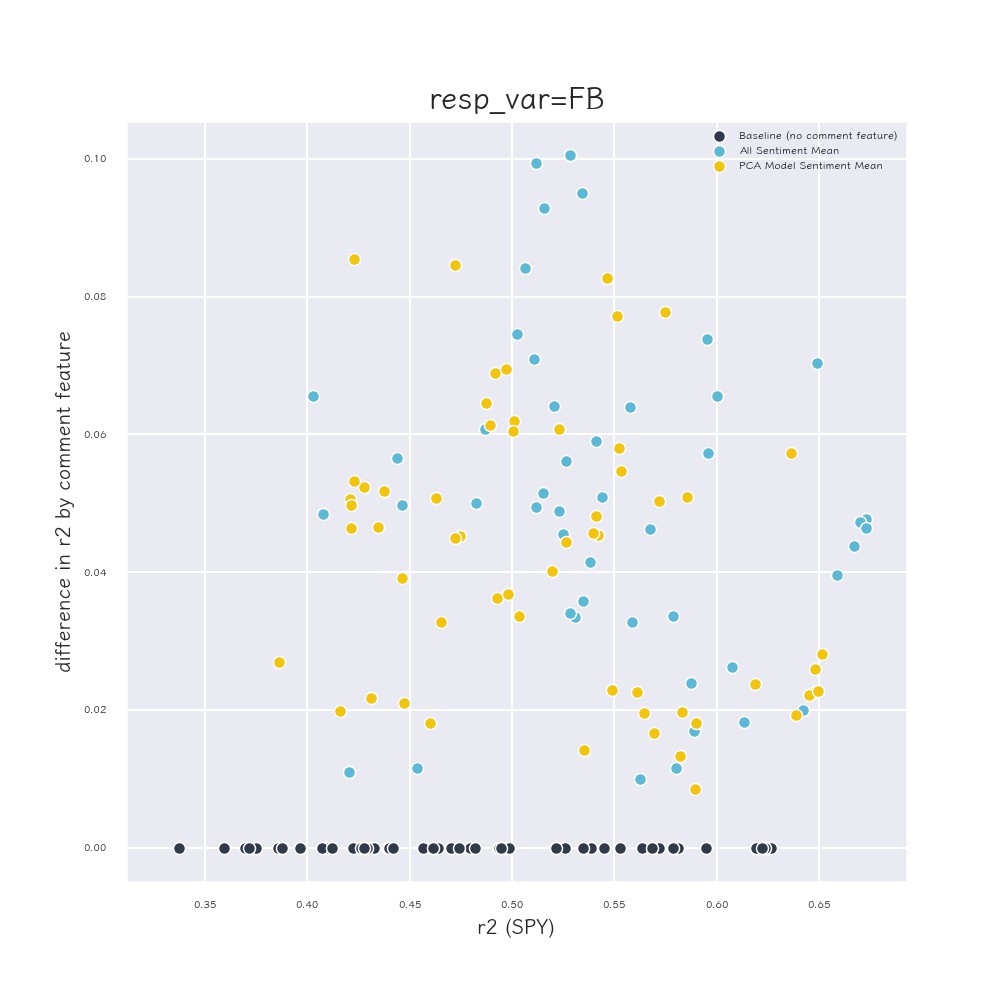 resp_var=FB
Baseline (no comment feature)
All Sentiment Mean
PCA Model Sentiment Mean
0.10
0.08
0.06
0.04
0.02
0.00
difference in r2 by comment feature
0.35 0.40 0.45 0.50 0.55 0.60 0.65
r2 (SPY)